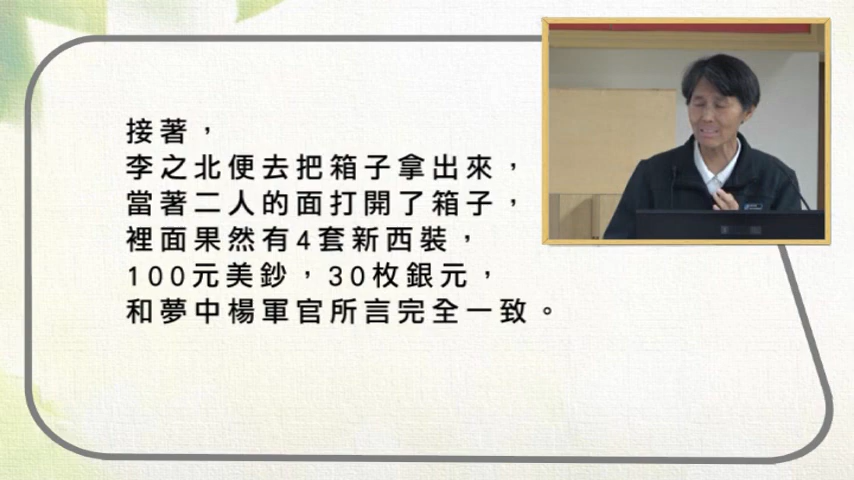 接著，
李之北便去把箱子拿出來，
當著二人的面打開了箱子，
裡面果然有4套新西裝，
100元美鈔，30枚銀元，
和夢中楊軍官所言完全一致。